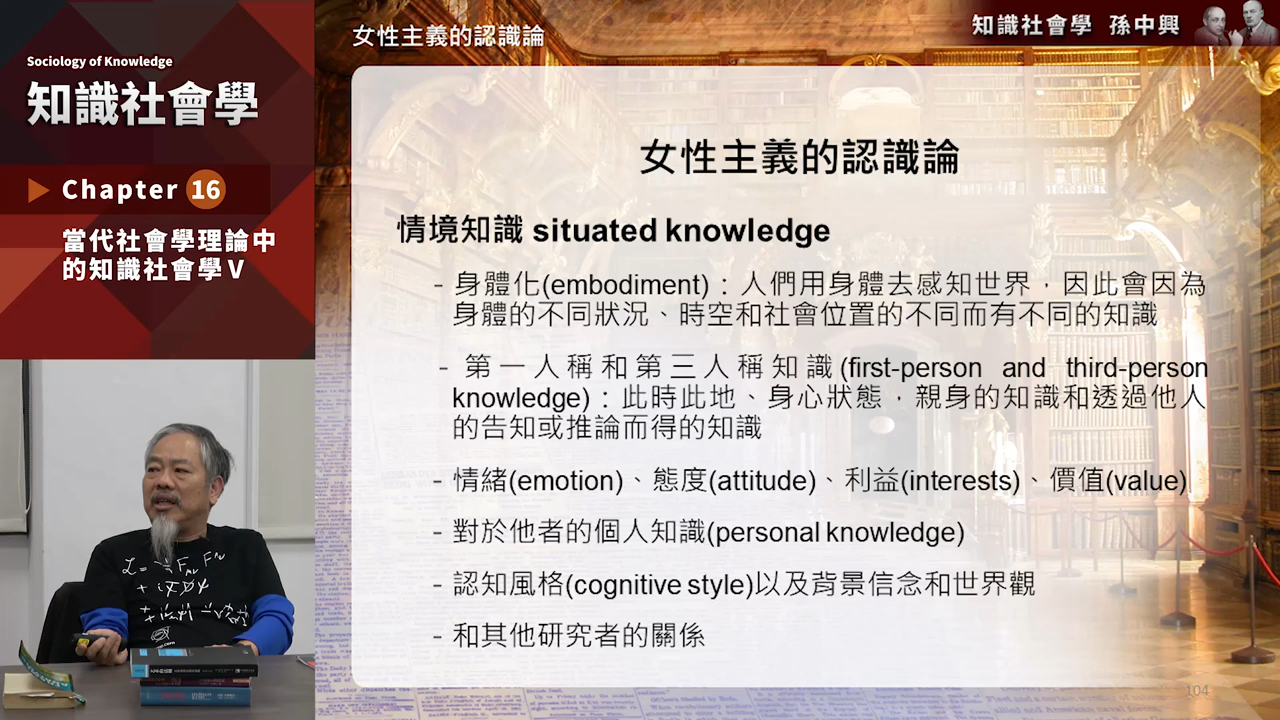 Sociology of Knowledge
知識社會學
Chapter 16
當代社會學理論中
的知識社會學 V
女性主義的認識論
知識社會學 孫中興
女性主義的認識論
情境知識 situated knowledge
- 身體化(embodiment)：人們用身體去感知世界，因此會因為
身體的不同狀況、時空和社會位置的不同而有不同的知識
- 第一人稱和第三人稱知識(first-person and third-person
knowledge)：此時此地、身心狀態，親身的知識和透過他人
的告知或推論而得的知識
- 情緒(emotion)、態度(attitude)、利益(interests)、價值(value)
- 對於他者的個人知識(personal knowledge)
- 認知風格(cognitive style)以及背景信念和世界觀
- 和其他研究者的關係
104